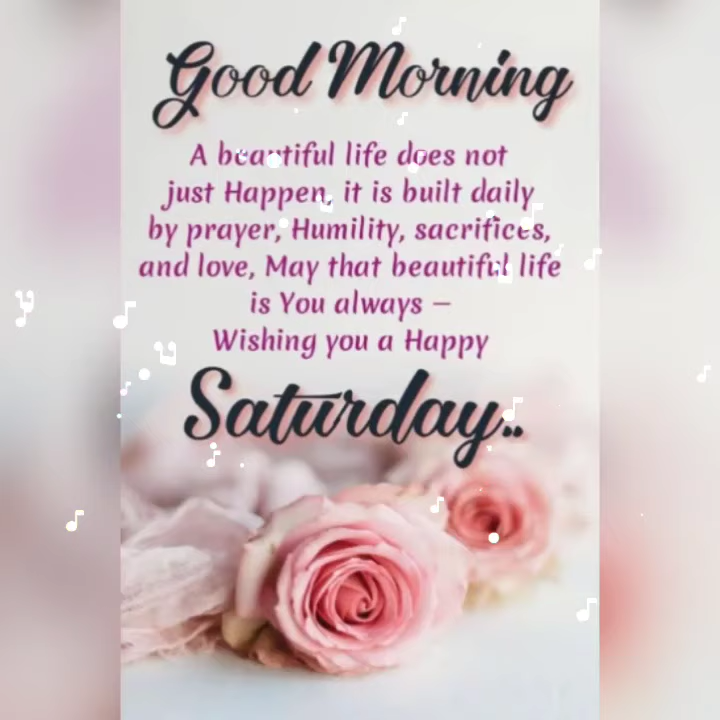 Good Morning
A beautiful life does not
just Happen, it is built daily
by prayer, Humility, sacrifices,
and love, May that beautiful life
is You always –
Wishing you a Happy
Saturday..